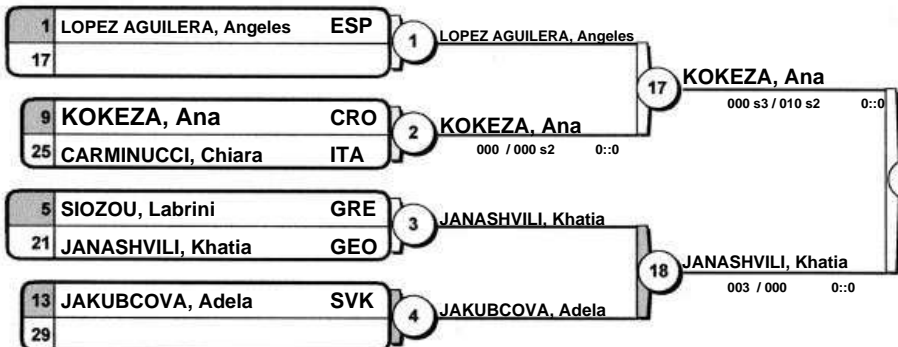 1 LOPEZ AGUILERA, Angeles ESP
17
1
LOPEZ AGUILERA, Angeles
9 KOKEZA, Ana CRO
25 CARMINUCCI, Chiara ITA
2
KOKEZA, Ana
000 / 000 s2 0::0
17
KOKEZA, Ana
000 s3 / 010 s2 0::0
5 SIOZOU, Labrini GRE
21 JANASHVILI, Khatia GEO
3
JANASHVILI, Khatia
13 JAKUBCOVA, Adela SVK
29
4
JAKUBCOVA, Adela
18
JANASHVILI, Khatia
003 / 000 0::0